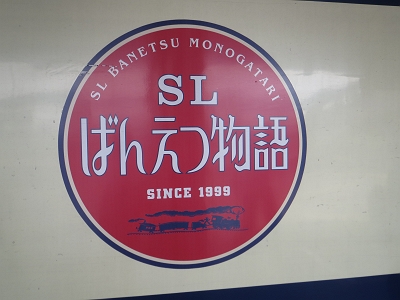 SL BANETSU MONOGATARI
SL
ばんえつ物語
SINCE 1999